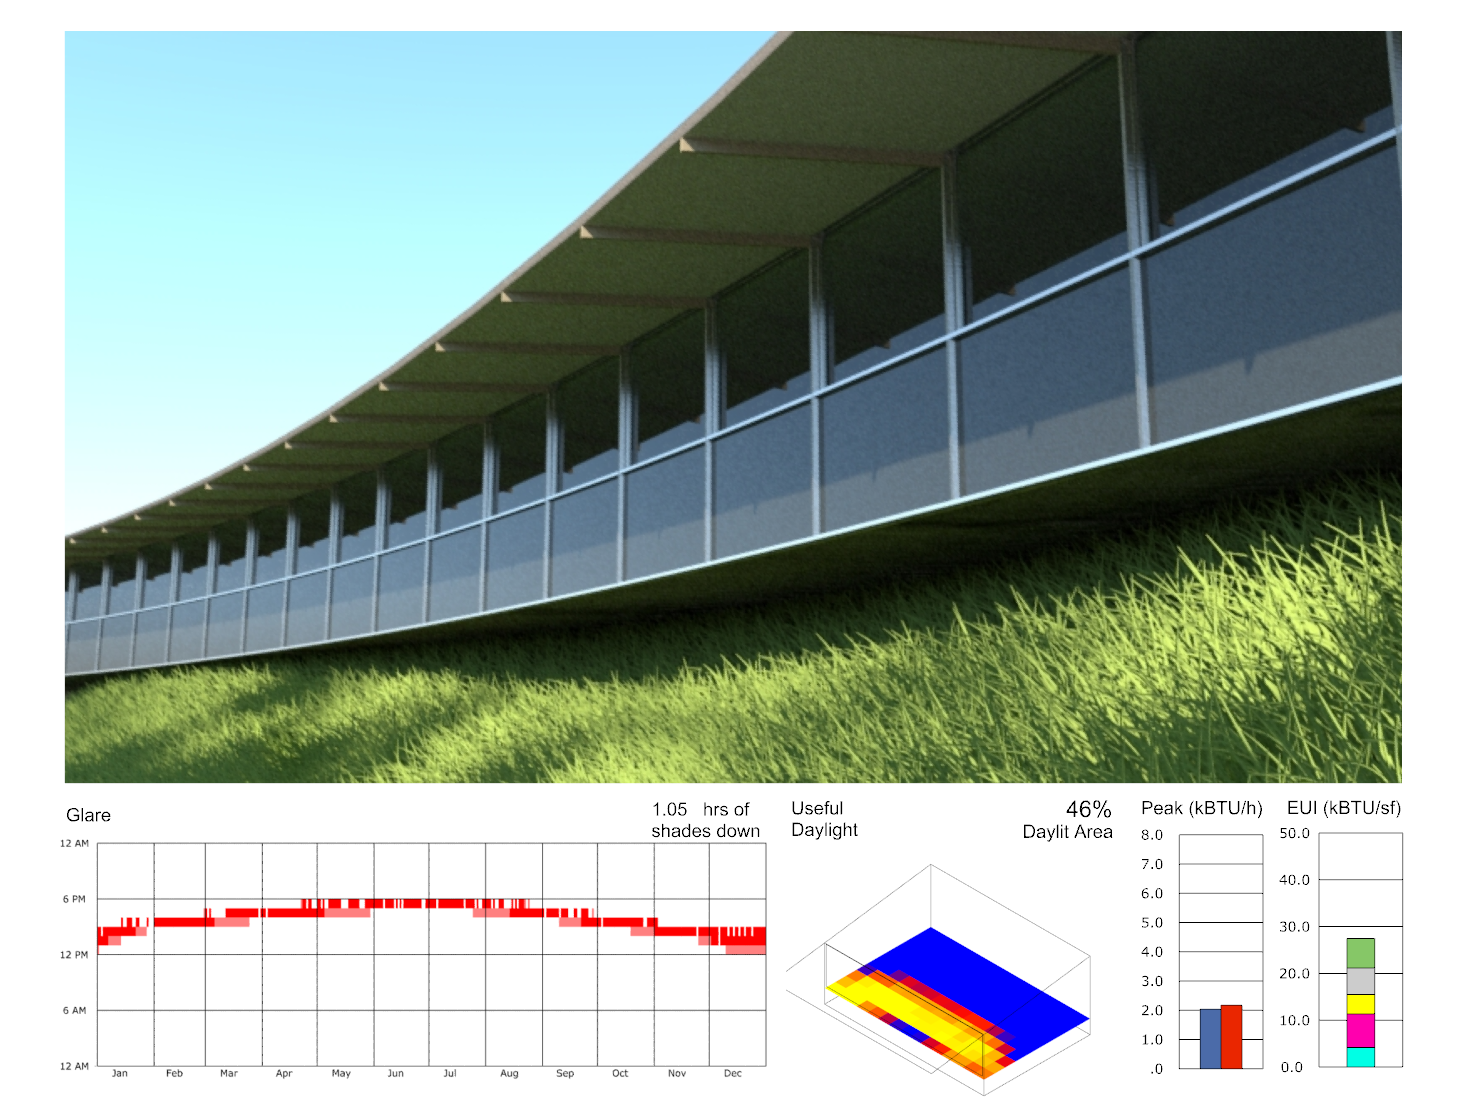 Glare
1.05 hrs of
shades down
12 AM
6 PM
12 PM
6 AM
12 AM
Jan Feb Mar Apr May Jun Jul Aug Sep Oct Nov Dec
Useful
Daylight
46%
Daylit Area
Peak (kBTU/h)
8.0
7.0
6.0
5.0
4.0
3.0
2.0
1.0
.0
EUI (kBTU/sf)
50.0
40.0
30.0
20.0
10.0
0.0